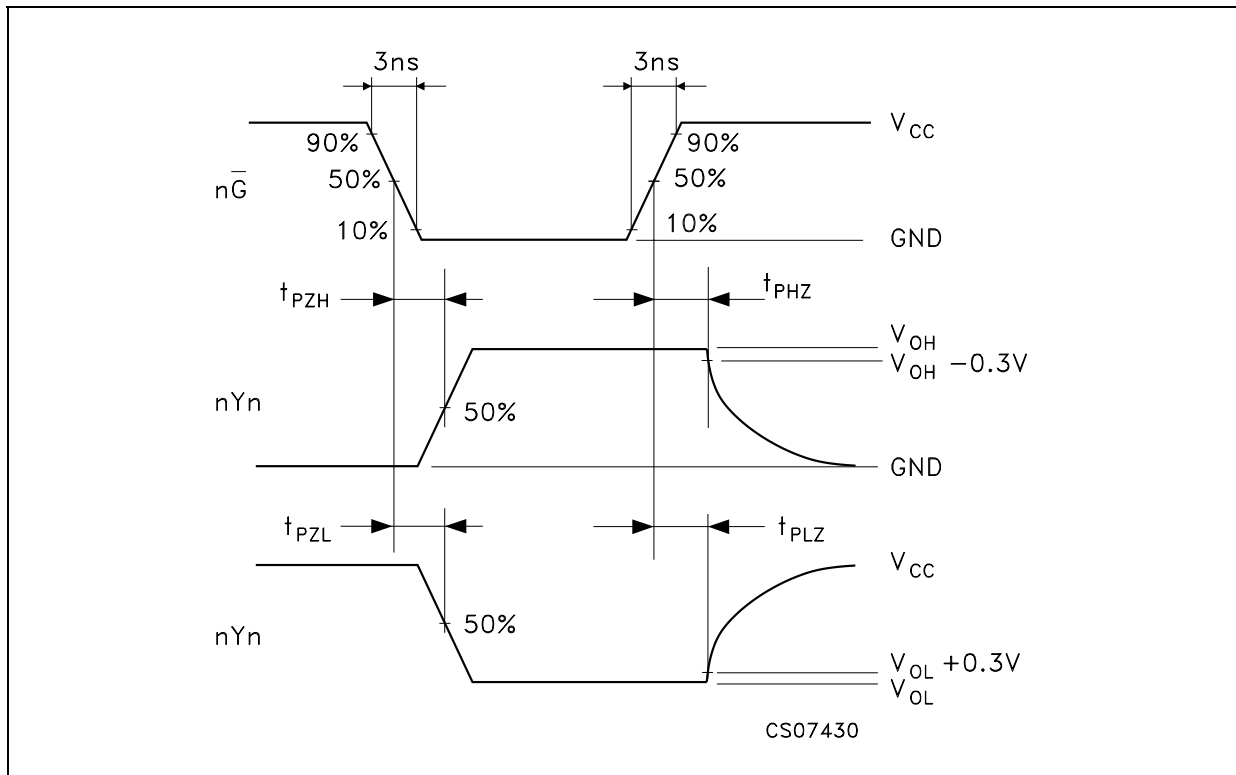 3ns 3ns
V_CC
90% 90%
50% 50%
nG̅
10% 10%
GND
t_PZH t_PHZ
V_OH
V_OH −0.3V
nYn
50%
GND
t_PZL t_PLZ
V_CC
50%
nYn
V_OL +0.3V
V_OL
CS07430